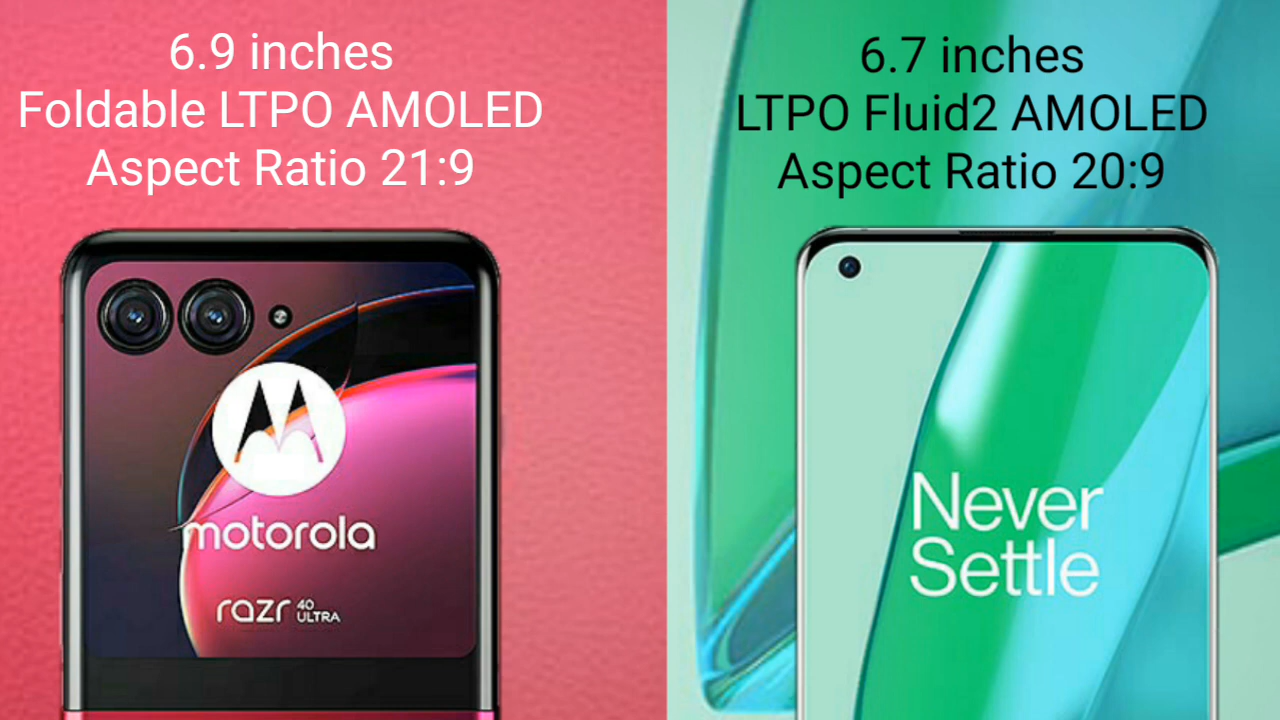 6.9 inches
Foldable LTPO AMOLED
Aspect Ratio 21:9
motorola
razr 40 ULTRA
6.7 inches
LTPO Fluid2 AMOLED
Aspect Ratio 20:9
Never
Settle